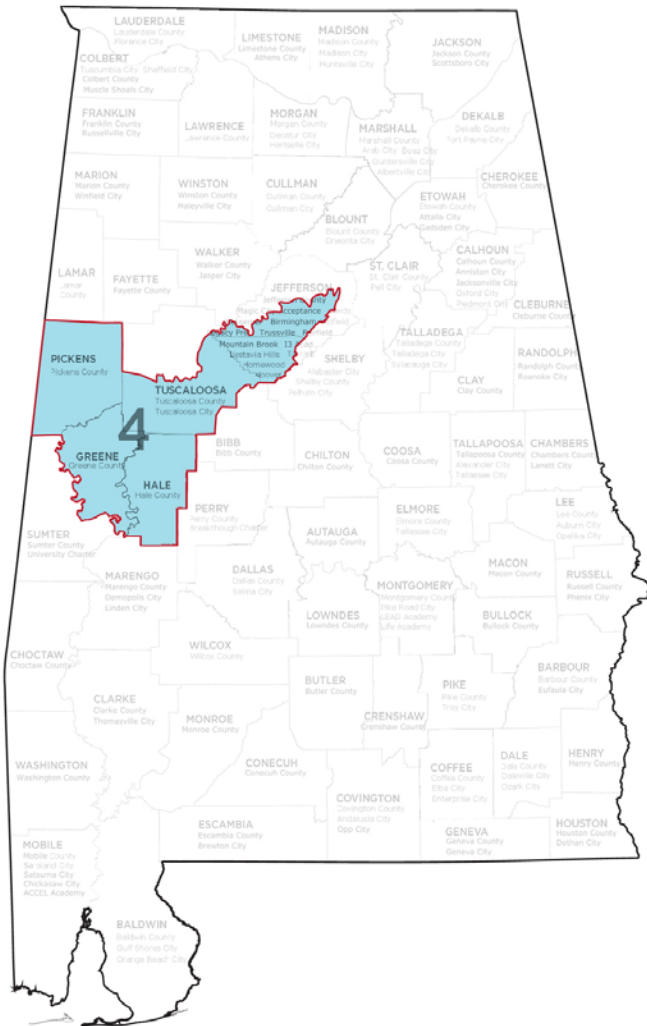 LAUDERDALE
Lauderdale County
Florence City
LIMESTONE
Limestone County
Athens City
MADISON
Madison County
Madison City
Huntsville City
JACKSON
Jackson County
Scottsboro City
COLBERT
Tuscumbia City Sheffield City
Colbert County
Muscle Shoals City
FRANKLIN
Franklin County
Russellville City
LAWRENCE
Lawrence County
MORGAN
Morgan County
Decatur City
Hartselle City
MARSHALL
Marshall County
Arab City Boaz City
Guntersville City
Albertville City
DEKALB
Dekalb County
Fort Payne City
MARION
Marion County
Winfield City
WINSTON
Winston County
Haleyville City
CULLMAN
Cullman County
Cullman City
CHEROKEE
Cherokee County
ETOWAH
Etowah County
Attalla City
Gadsden City
BLOUNT
Blount County
Oneonta City
WALKER
Walker County
Jasper City
LAMAR
Lamar
County
FAYETTE
Fayette County
ST. CLAIR
St. Clair County
Pell City
CALHOUN
Calhoun County
Anniston City
Jacksonville City
Oxford City
Piedmont City
JEFFERSON
Acceptance
Birmingham
Trussville
Mountain Brook 13
Vestavia Hills
Homewood
CLEBURNE
Cleburne County
TALLADEGA
Talladega County
Talladega City
Sylacauga City
RANDOLPH
Randolph County
Roanoke City
PICKENS
Pickens County
SHELBY
Alabaster City
Shelby County
Pelham City
CLAY
Clay County
TUSCALOOSA
Tuscaloosa County
Tuscaloosa City
4
GREENE
Greene County
HALE
Hale County
BIBB
Bibb County
CHILTON
Chilton County
COOSA
Coosa County
TALLAPOOSA
Tallapoosa County
Alexander City
Tallassee City
CHAMBERS
Chambers County
Lanett City
SUMTER
Sumter County
University Charter
PERRY
Perry County
Breakthough Charter
AUTAUGA
Autauga County
ELMORE
Elmore County
Tallassee City
LEE
Lee County
Auburn City
Opelika City
MARENGO
Marengo County
Demopolis City
Linden City
DALLAS
Dallas County
Selma City
MONTGOMERY
Montgomery County
Pike Road City
LEAD Academy
Life Academy
MACON
Macon County
RUSSELL
Russell County
Phenix City
LOWNDES
Lowndes County
BULLOCK
Bullock County
CHOCTAW
Choctaw County
WILCOX
Wilcox County
BUTLER
Butler County
PIKE
Pike County
Troy City
BARBOUR
Barbour County
Eufaula City
CLARKE
Clarke County
Thomasville City
MONROE
Monroe County
CRENSHAW
Crenshaw County
WASHINGTON
Washington County
CONECUH
Conecuh County
COFFEE
Coffee County
Elba City
Enterprise City
DALE
Dale County
Daleville City
Ozark City
HENRY
Henry County
COVINGTON
Covington County
Andalusia City
Opp City
ESCAMBIA
Escambia County
Brewton City
GENEVA
Geneva County
Geneva City
HOUSTON
Houston County
Dothan City
MOBILE
Mobile County
Saraland City
Satsuma City
Chickasaw City
ACCEL Academy
BALDWIN
Baldwin County
Gulf Shores City
Orange Beach City